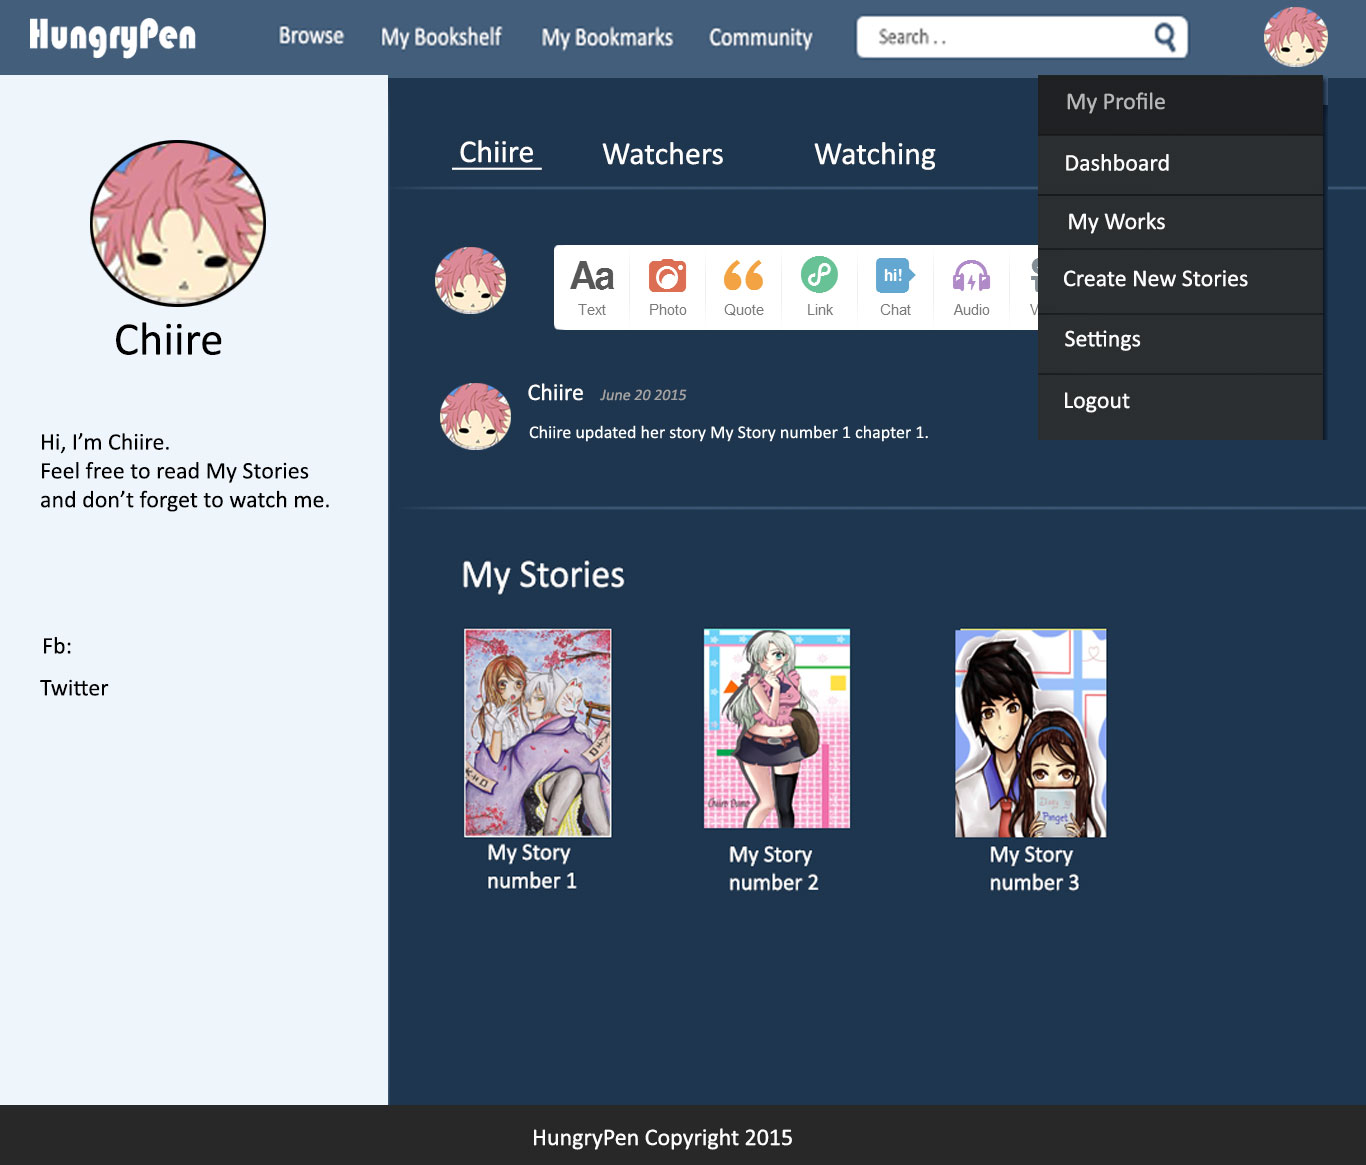 HungryPen
Browse
My Bookshelf
My Bookmarks
Community
Search . .
My Profile
Dashboard
My Works
Create New Stories
Settings
Logout
Chiire
Hi, I’m Chiire.
Feel free to read My Stories
and don’t forget to watch me.
Fb:
Twitter
Chiire
Watchers
Watching
Aa
hi!
Text
Photo
Quote
Link
Chat
Audio
V
Chiire
June 20 2015
Chiire updated her story My Story number 1 chapter 1.
My Stories
My Story
number 1
My Story
number 2
My Story
number 3
HungryPen Copyright 2015